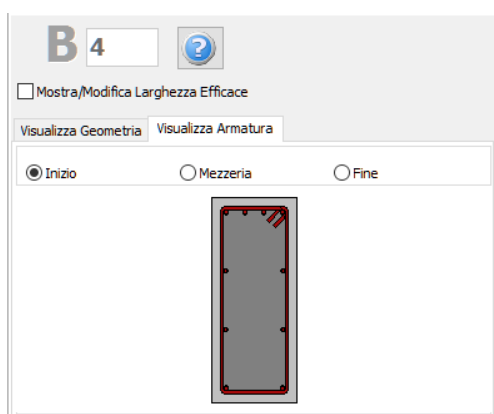 B 4
Mostra/Modifica Larghezza Efficace
Visualizza Geometria Visualizza Armatura
Inizio Mezzeria Fine